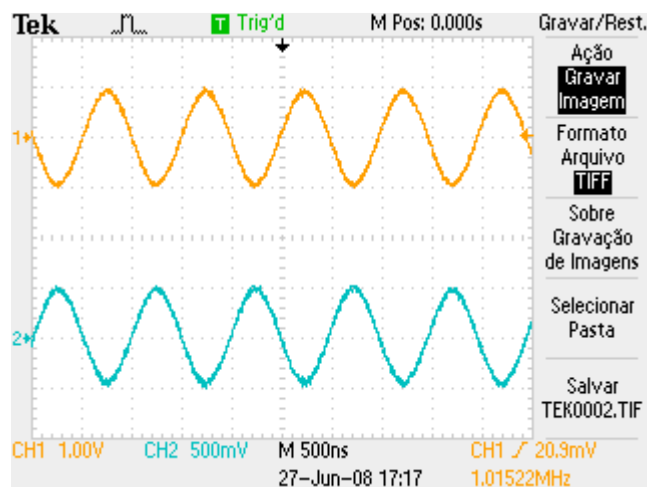 Tek T Trig'd M Pos: 0.000s Gravar/Rest.
Ação
Gravar
Imagem
Formato
Arquivo
TIFF
Sobre
Gravação
de Imagens
Selecionar
Pasta
Salvar
TEK0002.TIF
1
2
CH1 1.00V CH2 500mV M 500ns CH1 20.9mV
27-Jun-08 17:17 1.01522MHz